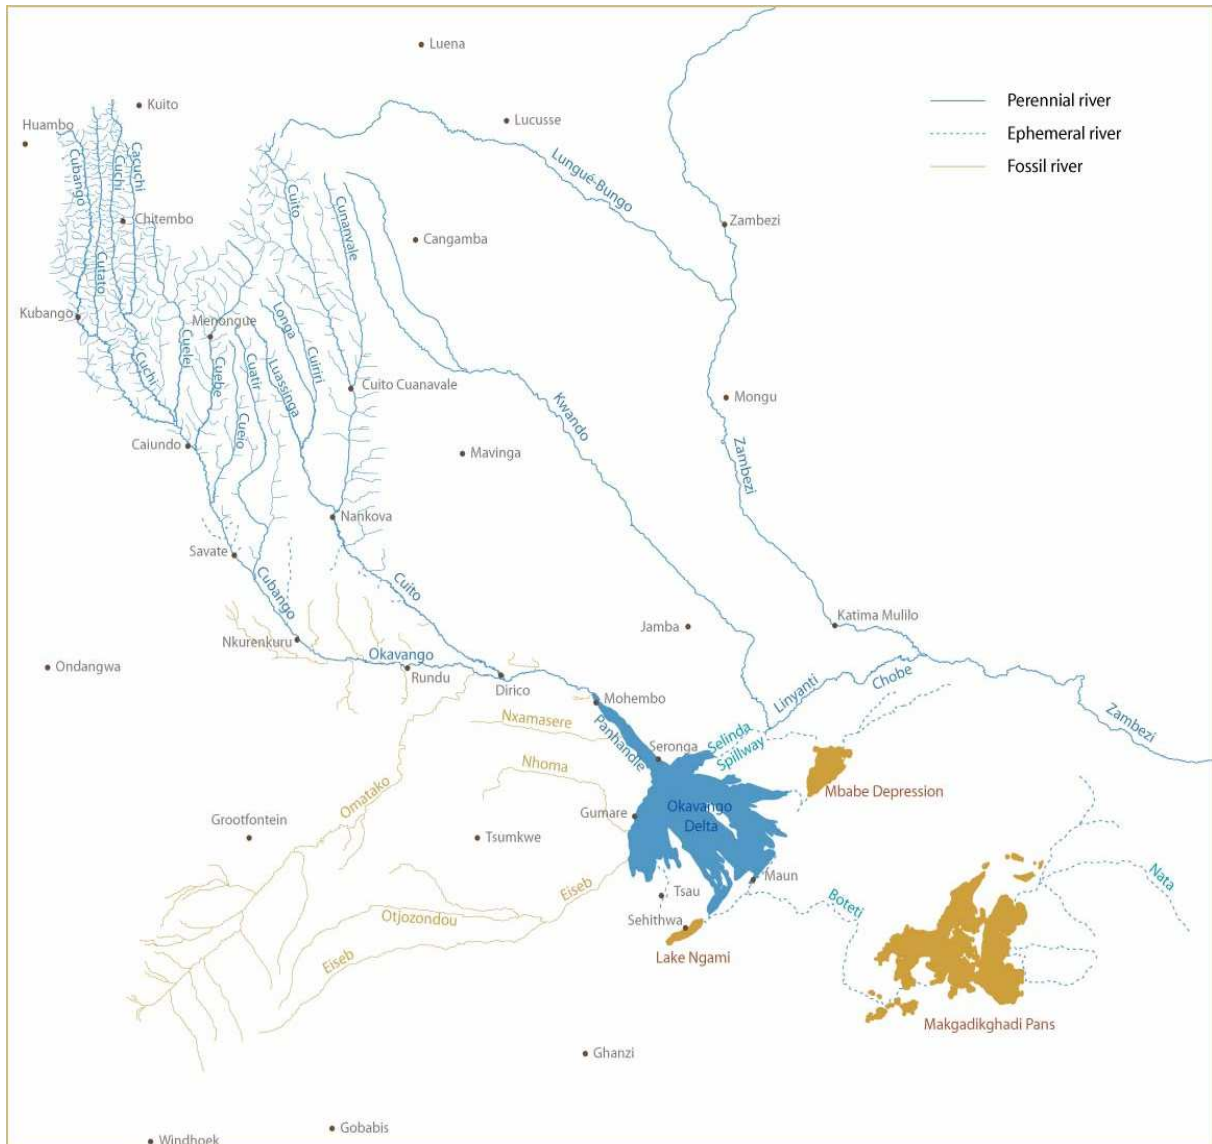 Luena
Perennial river
Kuito
Lucusse
Huambo
Ephemeral river
Fossil river
Cubango
Cuchi
Cacuchi
Lungué-Bungo
Cuito
Cunanvale
Chitembo
Zambezi
Cangamba
Cutato
Kubango
Menongue
Longa
Cuelei
Cuchi
Cuebe
Cuatir
Luassinga
Cuiriri
Cuito Cuanavale
Kwando
Mongu
Cueio
Caiundo
Mavinga
Zambezi
Nankova
Savate
Cubango
Cuito
Katima Mulilo
Jamba
Nkurenkuru
Okavango
Ondangwa
Rundu
Dirico
Linyanti
Chobe
Mohembo
Zambezi
Nxamasere
Panhandle
Seronga
Selinda
Spillway
Nhoma
Omatako
Mbabe Depression
Okavango
Delta
Gumare
Grootfontein
Tsumkwe
Maun
Nata
Eiseb
Tsau
Boteti
Otjozondou
Sehithwa
Lake Ngami
Eiseb
Makgadikghadi Pans
Ghanzi
Gobabis
Windhoek